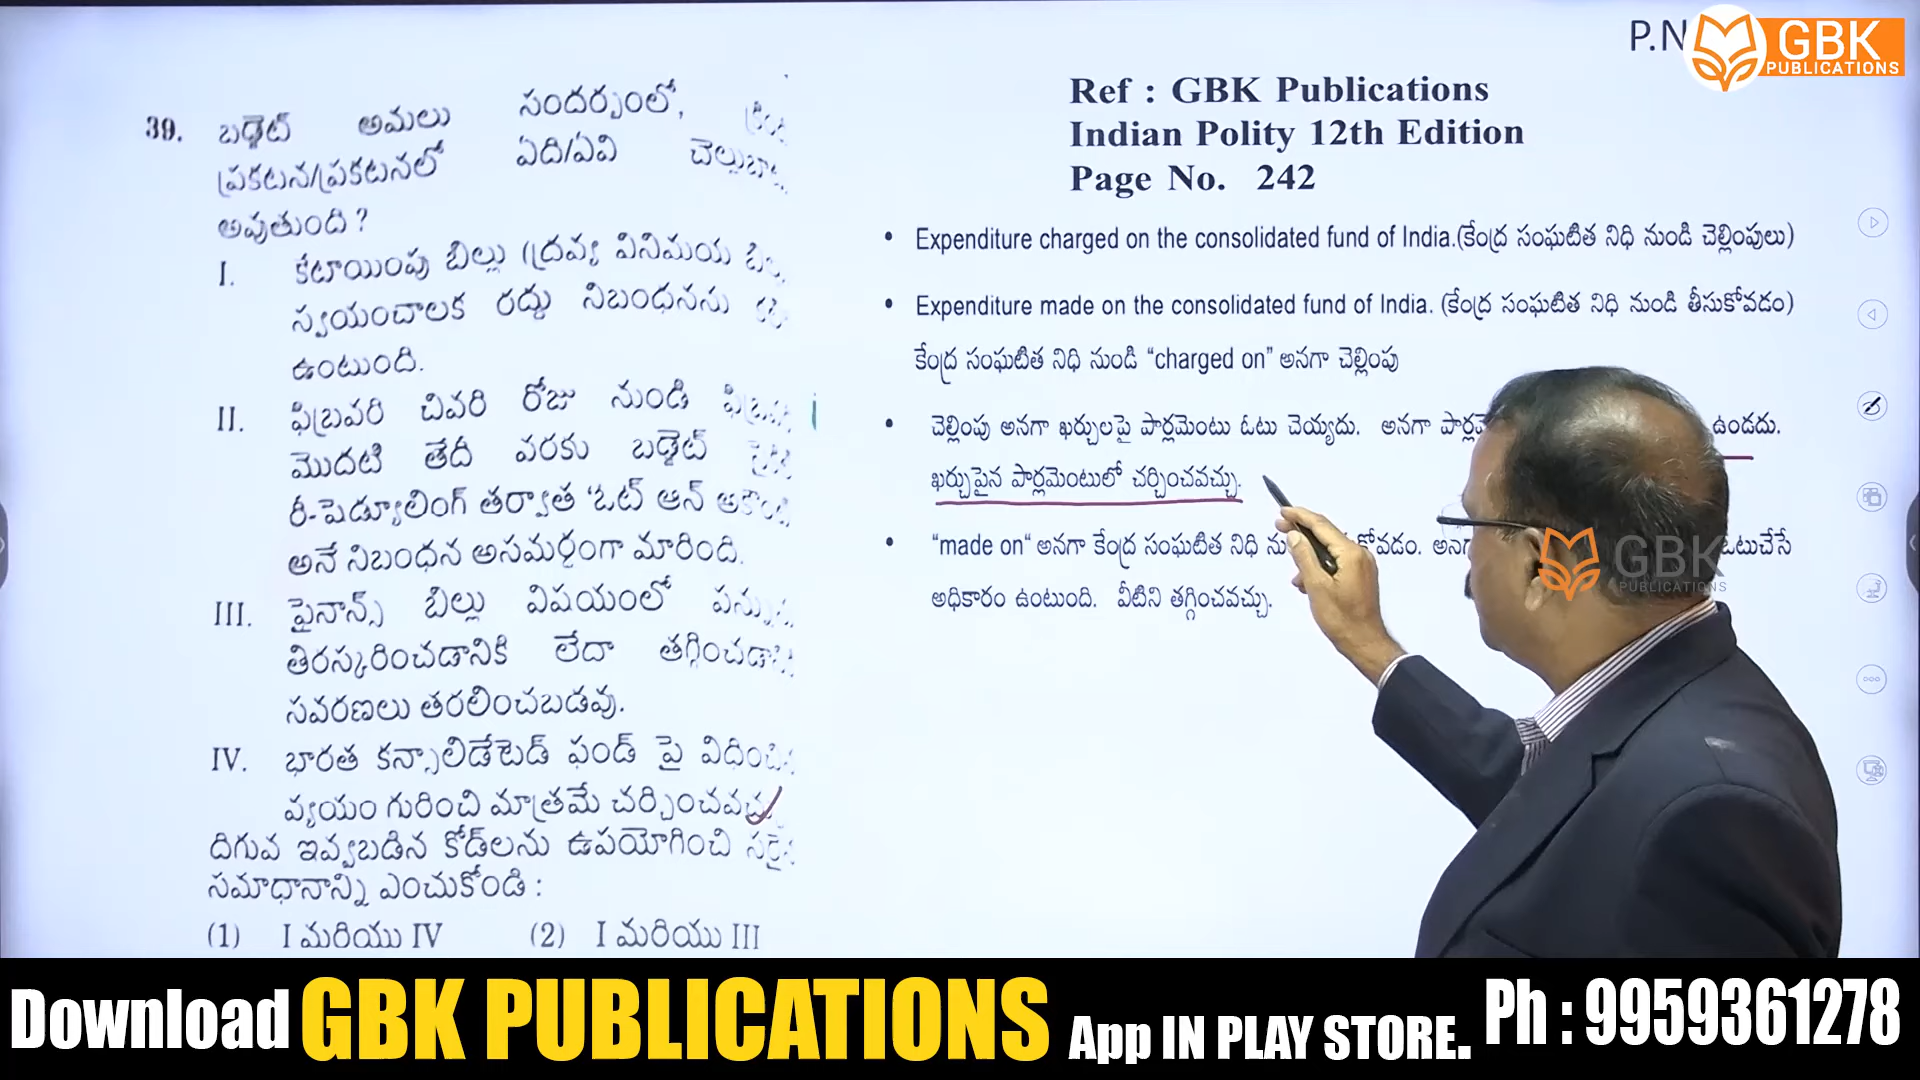 P.N
GBK
PUBLICATIONS
39. బడ్జెట్ అమలు సందర్భంలో,
ప్రకటన/ప్రకటనలో ఏది/ఏవి
అవుతుంది?
I. కేటాయింపు బిల్లు (ద్రవ్య వినిమయ
స్వయంచాలక రద్దు నిబంధనను
ఉంటుంది.
II. ఫిబ్రవరి చివరి రోజు నుండి
మొదటి తేదీ వరకు బడ్జెట్
రీ-షెడ్యూలింగ్ తర్వాత 'ఓట్ ఆన్
అనే నిబంధన అసమర్థంగా మారింది.
III. ఫైనాన్స్ బిల్లు విషయంలో
తిరస్కరించడానికి లేదా
సవరణలు తరలించబడవు.
IV. భారత కన్సాలిడేటెడ్ ఫండ్ పై
వ్యయం గురించి మాత్రమే
దిగువ ఇవ్వబడిన కోడ్‌లను ఉపయోగించి
సమాధానాన్ని ఎంచుకోండి :
(1) I మరియు IV (2) I మరియు III
Ref : GBK Publications
Indian Polity 12th Edition
Page No. 242
• Expenditure charged on the consolidated fund of India.(కేంద్ర సంఘటిత నిధి నుండి చెల్లింపులు)
• Expenditure made on the consolidated fund of India. (కేంద్ర సంఘటిత నిధి నుండి తీసుకోవడం)
కేంద్ర సంఘటిత నిధి నుండి "charged on" అనగా చెల్లింపు
• చెల్లింపు అనగా ఖర్చులపై పార్లమెంటు ఓటు చెయ్యదు. అనగా ఉండదు.
ఖర్చుపైన పార్లమెంటులో చర్చించవచ్చు.
• "made on" అనగా కేంద్ర సంఘటిత నిధి ఓటుచేసే
అధికారం ఉంటుంది. వీటిని తగ్గించవచ్చు.
GBK
PUBLICATIONS
Download GBK PUBLICATIONS App IN PLAY STORE. Ph : 9959361278